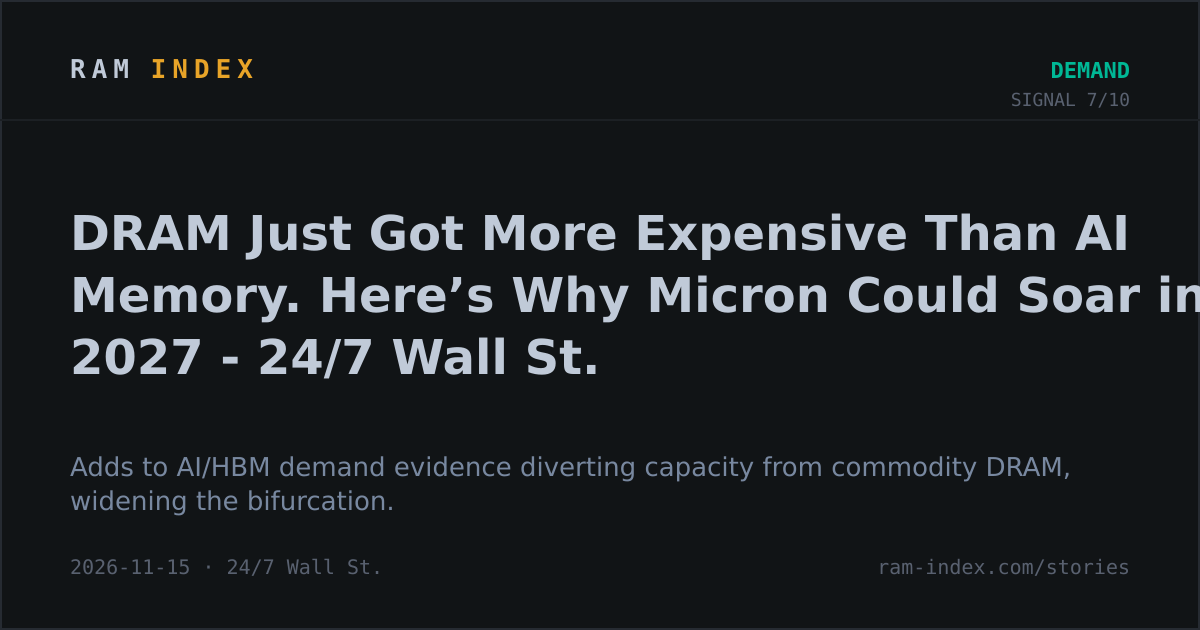 RAM INDEX
DEMAND
SIGNAL 7/10
DRAM Just Got More Expensive Than AI
Memory. Here’s Why Micron Could Soar in
2027 - 24/7 Wall St.
Adds to AI/HBM demand evidence diverting capacity from commodity DRAM,
widening the bifurcation.
2026-11-15 · 24/7 Wall St.
ram-index.com/stories